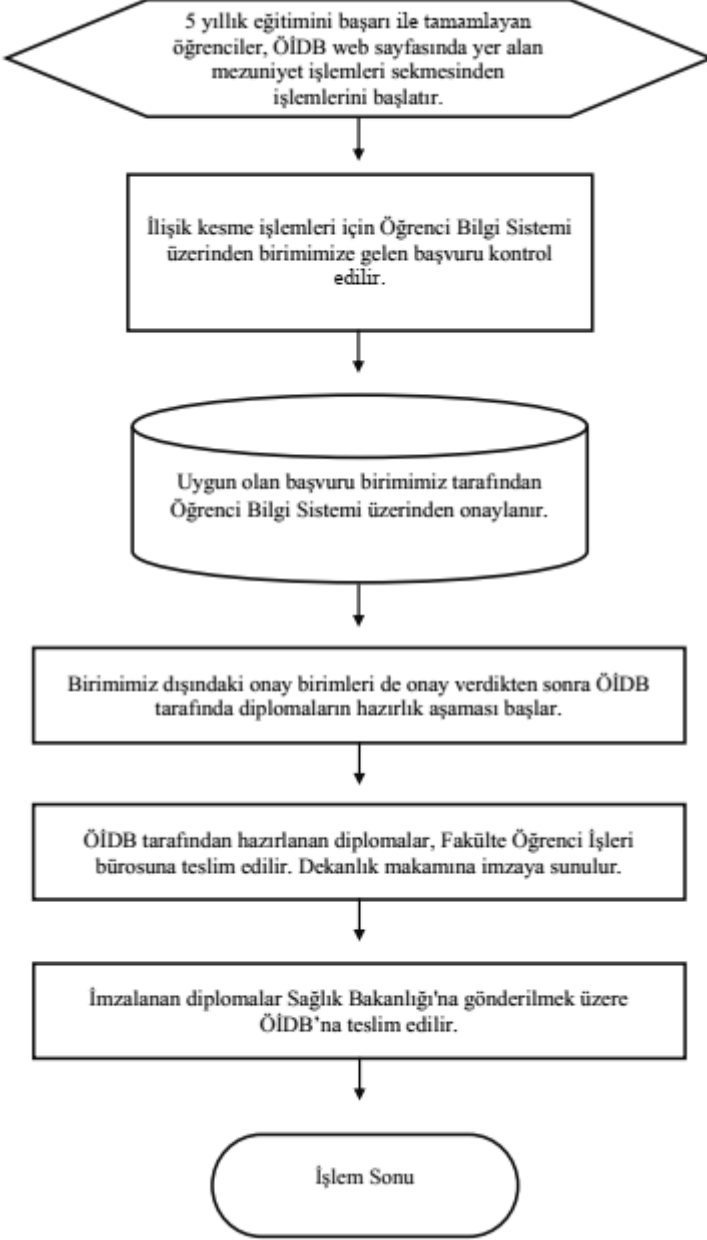 5 yıllık eğitimini başarı ile tamamlayan
öğrenciler, ÖİDB web sayfasında yer alan
mezuniyet işlemleri sekmesinden
işlemlerini başlatır.
İlişik kesme işlemleri için Öğrenci Bilgi Sistemi
üzerinden birimimize gelen başvuru kontrol
edilir.
Uygun olan başvuru birimimiz tarafından
Öğrenci Bilgi Sistemi üzerinden onaylanır.
Birimimiz dışındaki onay birimleri de onay verdikten sonra ÖİDB
tarafında diplomaların hazırlık aşaması başlar.
ÖİDB tarafından hazırlanan diplomalar, Fakülte Öğrenci İşleri
bürosuna teslim edilir. Dekanlık makamına imzaya sunulur.
İmzalanan diplomalar Sağlık Bakanlığı'na gönderilmek üzere
ÖİDB’na teslim edilir.
İşlem Sonu